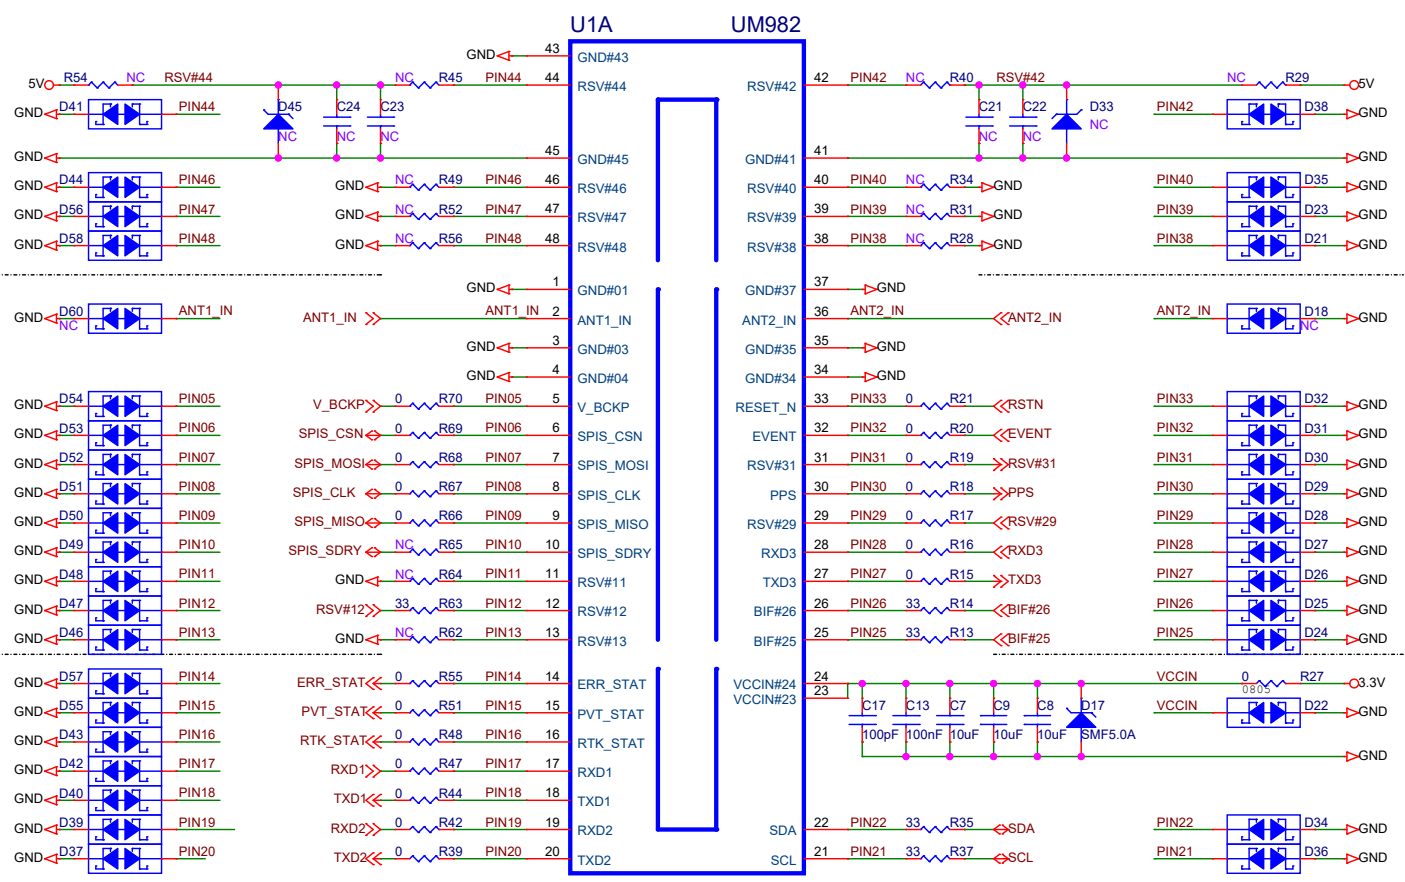 U1A UM982
GND 43 GND#43
5V R54 NC RSV#44 NC R45 PIN44 44 RSV#44 RSV#42 42 PIN42 NC R40 RSV#42 NC R29 5V
GND D41 PIN44 D45 C24 C23 C21 C22 D33 PIN42 D38 GND
NC NC NC NC NC NC
GND 45 GND#45 GND#41 41 GND
GND D44 PIN46 GND NC R49 PIN46 46 RSV#46 RSV#40 40 PIN40 NC R34 GND PIN40 D35 GND
GND D56 PIN47 GND NC R52 PIN47 47 RSV#47 RSV#39 39 PIN39 NC R31 GND PIN39 D23 GND
GND D58 PIN48 GND NC R56 PIN48 48 RSV#48 RSV#38 38 PIN38 NC R28 GND PIN38 D21 GND
GND 1 GND#01 GND#37 37 GND
GND D60 NC ANT1_IN ANT1_IN ANT1_IN 2 ANT1_IN ANT2_IN 36 ANT2_IN ANT2_IN ANT2_IN D18 NC GND
GND 3 GND#03 GND#35 35 GND
GND 4 GND#04 GND#34 34 GND
GND D54 PIN05 V_BCKP 0 R70 PIN05 5 V_BCKP RESET_N 33 PIN33 0 R21 RSTN PIN33 D32 GND
GND D53 PIN06 SPIS_CSN 0 R69 PIN06 6 SPIS_CSN EVENT 32 PIN32 0 R20 EVENT PIN32 D31 GND
GND D52 PIN07 SPIS_MOSI 0 R68 PIN07 7 SPIS_MOSI RSV#31 31 PIN31 0 R19 RSV#31 PIN31 D30 GND
GND D51 PIN08 SPIS_CLK 0 R67 PIN08 8 SPIS_CLK PPS 30 PIN30 0 R18 PPS PIN30 D29 GND
GND D50 PIN09 SPIS_MISO 0 R66 PIN09 9 SPIS_MISO RSV#29 29 PIN29 0 R17 RSV#29 PIN29 D28 GND
GND D49 PIN10 SPIS_SDRY NC R65 PIN10 10 SPIS_SDRY RXD3 28 PIN28 0 R16 RXD3 PIN28 D27 GND
GND D48 PIN11 GND NC R64 PIN11 11 RSV#11 TXD3 27 PIN27 0 R15 TXD3 PIN27 D26 GND
GND D47 PIN12 RSV#12 33 R63 PIN12 12 RSV#12 BIF#26 26 PIN26 33 R14 BIF#26 PIN26 D25 GND
GND D46 PIN13 GND NC R62 PIN13 13 RSV#13 BIF#25 25 PIN25 33 R13 BIF#25 PIN25 D24 GND
GND D57 PIN14 ERR_STAT 0 R55 PIN14 14 ERR_STAT VCCIN#24 24 VCCIN 0 0805 R27 3.3V
VCCIN#23 23
GND D55 PIN15 PVT_STAT 0 R51 PIN15 15 PVT_STAT C17 C13 C7 C9 C8 D17 VCCIN D22 GND
100pF 100nF 10uF 10uF 10uF SMF5.0A
GND D43 PIN16 RTK_STAT 0 R48 PIN16 16 RTK_STAT GND
GND D42 PIN17 RXD1 0 R47 PIN17 17 RXD1
GND D40 PIN18 TXD1 0 R44 PIN18 18 TXD1
GND D39 PIN19 RXD2 0 R42 PIN19 19 RXD2 SDA 22 PIN22 33 R35 SDA PIN22 D34 GND
GND D37 PIN20 TXD2 0 R39 PIN20 20 TXD2 SCL 21 PIN21 33 R37 SCL PIN21 D36 GND